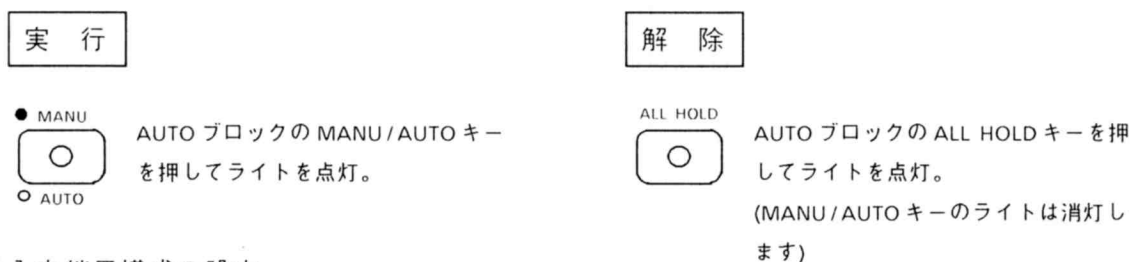 実 行
● MANU
AUTO ブロックの MANU / AUTO キー
を押してライトを点灯。
○ AUTO
解 除
ALL HOLD
AUTO ブロックの ALL HOLD キーを押
してライトを点灯。
(MANU / AUTO キーのライトは消灯し
ます)